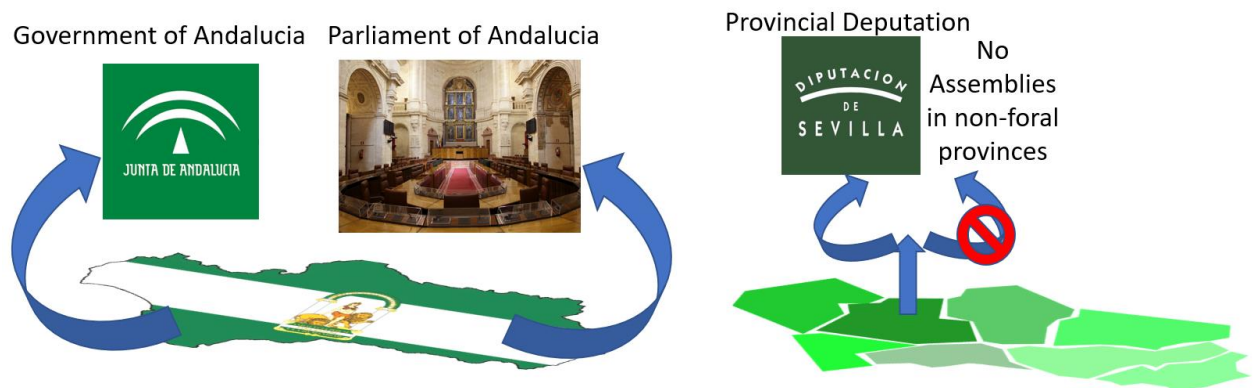 Government of Andalucia
Parliament of Andalucia
JUNTA DE ANDALUCIA
Provincial Deputation
DIPUTACION
DE
SEVILLA
No
Assemblies
in non-foral
provinces